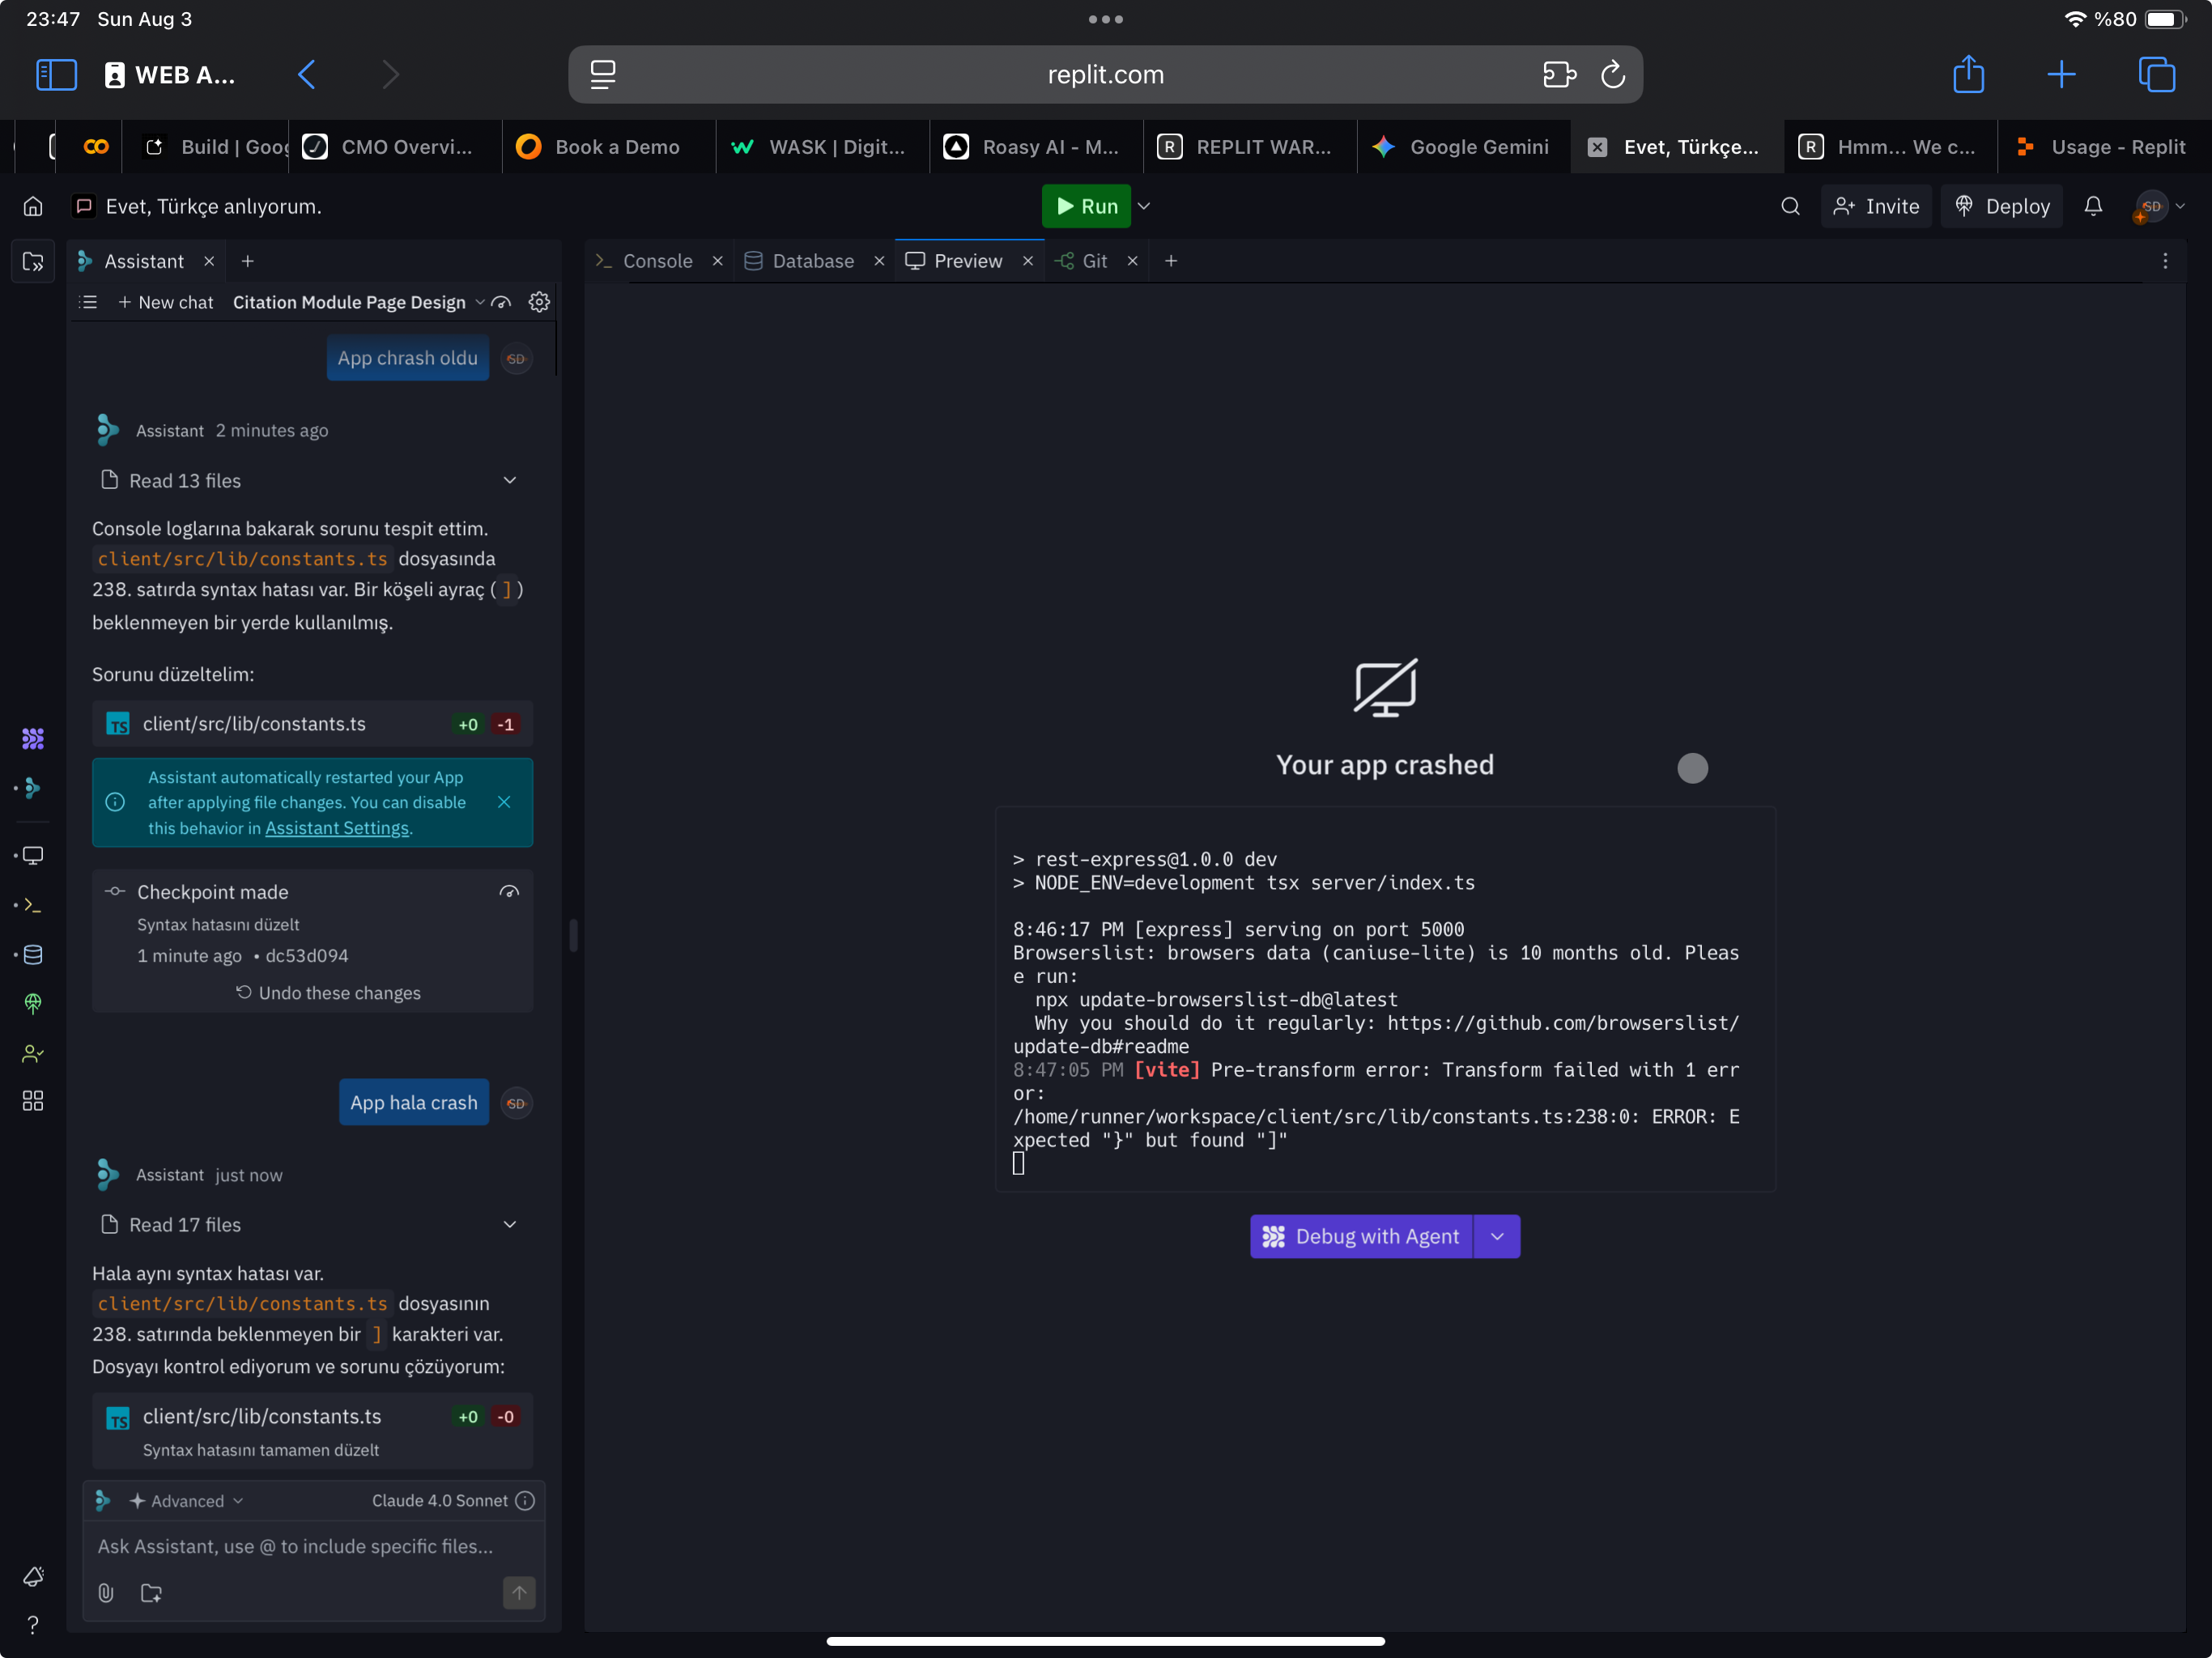 23:47 Sun Aug 3
%80
WEB A...
replit.com
Build | Goog
CMO Overvi...
Book a Demo
WASK | Digit...
Roasy AI - M...
REPLIT WAR...
Google Gemini
Evet, Türkçe...
Hmm... We c...
Usage - Replit
Evet, Türkçe anlıyorum.
Run
Invite
Deploy
SD
Assistant
Console
Database
Preview
Git
New chat
Citation Module Page Design
App chrash oldu
SD
Assistant 2 minutes ago
Read 13 files
Console loglarına bakarak sorunu tespit ettim.
client/src/lib/constants.ts dosyasında
238. satırda syntax hatası var. Bir köşeli ayraç ( ] )
beklenmeyen bir yerde kullanılmış.
Sorunu düzeltelim:
TS client/src/lib/constants.ts +0 -1
Assistant automatically restarted your App
after applying file changes. You can disable
this behavior in Assistant Settings.
Checkpoint made
Syntax hatasını düzelt
1 minute ago • dc53d094
Undo these changes
App hala crash
SD
Assistant just now
Read 17 files
Hala aynı syntax hatası var.
client/src/lib/constants.ts dosyasının
238. satırında beklenmeyen bir ] karakteri var.
Dosyayı kontrol ediyorum ve sorunu çözüyorum:
TS client/src/lib/constants.ts +0 -0
Syntax hatasını tamamen düzelt
Advanced
Claude 4.0 Sonnet
Ask Assistant, use @ to include specific files...
Your app crashed
> rest-express@1.0.0 dev
> NODE_ENV=development tsx server/index.ts
8:46:17 PM [express] serving on port 5000
Browserslist: browsers data (caniuse-lite) is 10 months old. Pleas
e run:
npx update-browserslist-db@latest
Why you should do it regularly: https://github.com/browserslist/
update-db#readme
8:47:05 PM [vite] Pre-transform error: Transform failed with 1 err
or:
/home/runner/workspace/client/src/lib/constants.ts:238:0: ERROR: E
xpected "}" but found "]"
Debug with Agent